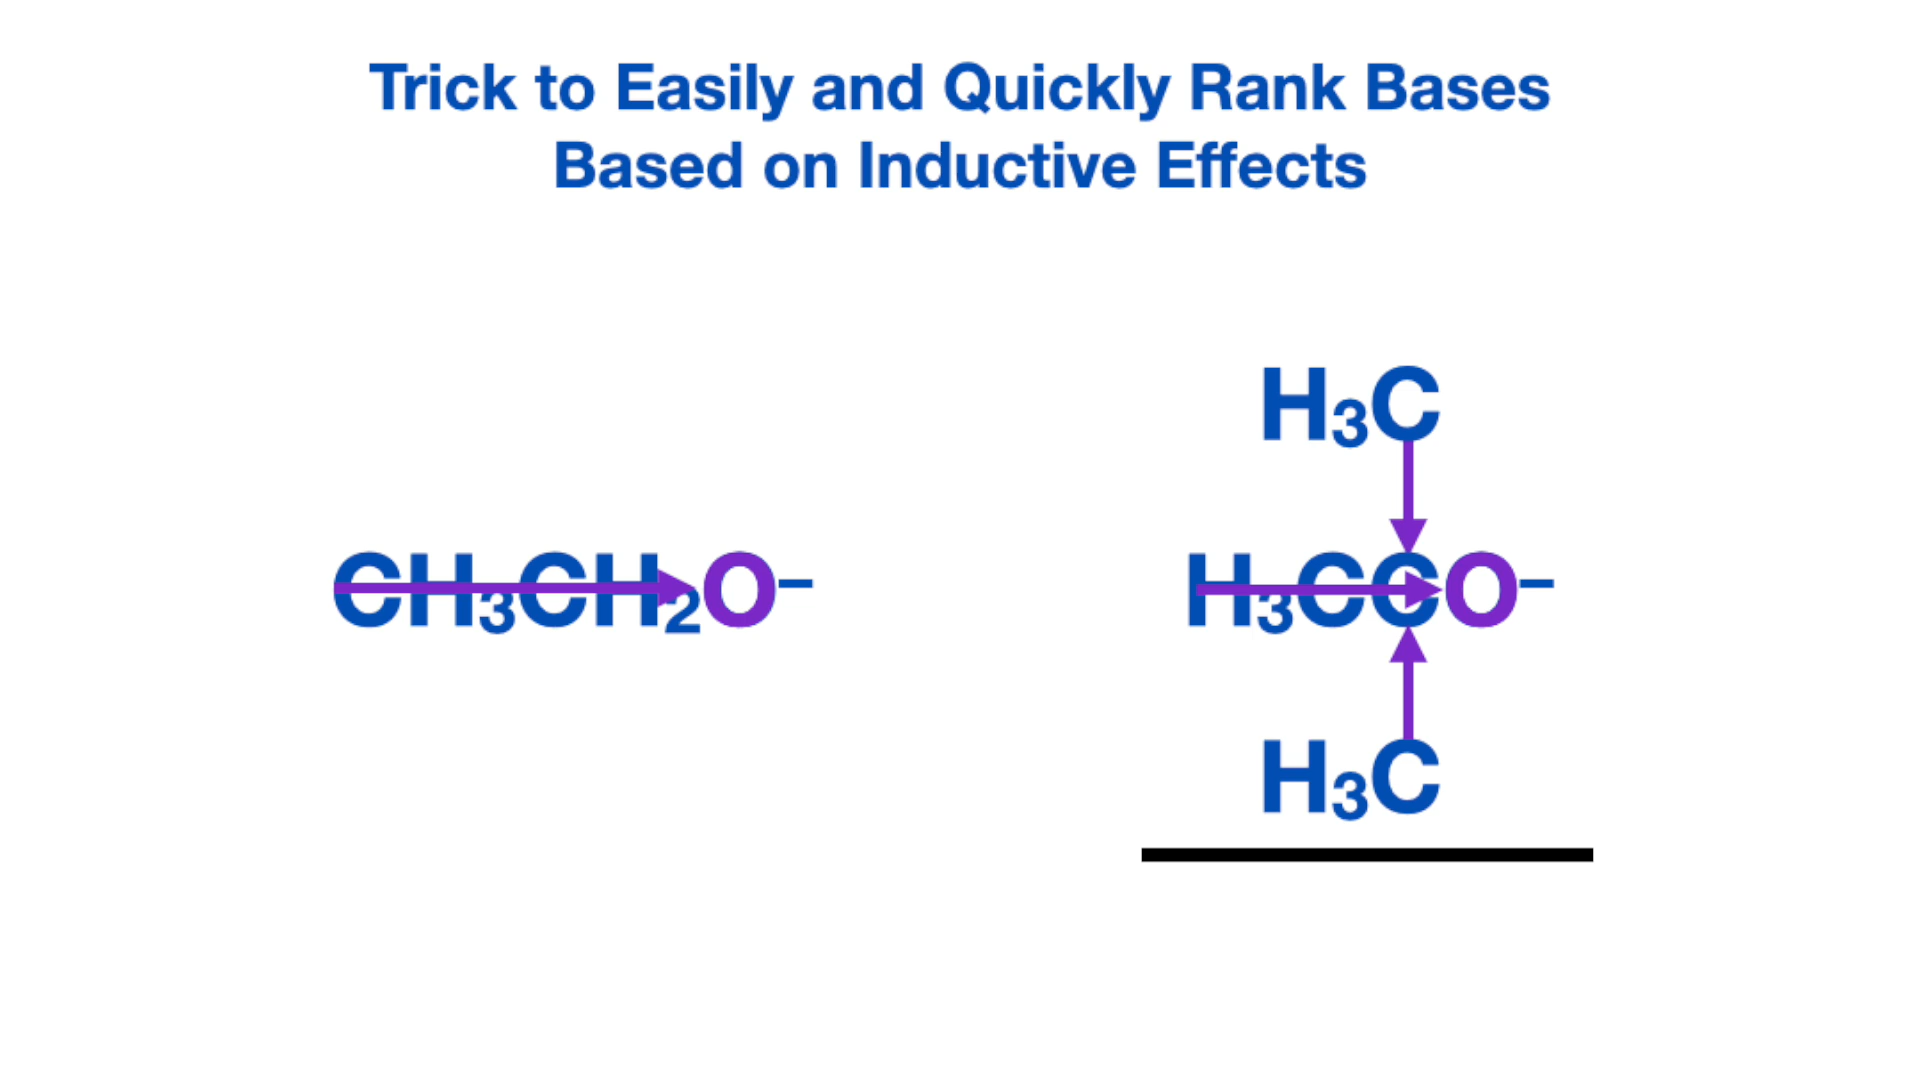 Trick to Easily and Quickly Rank Bases
Based on Inductive Effects
H₃C
CH₃CH₂O–
H₃CCO–
H₃C